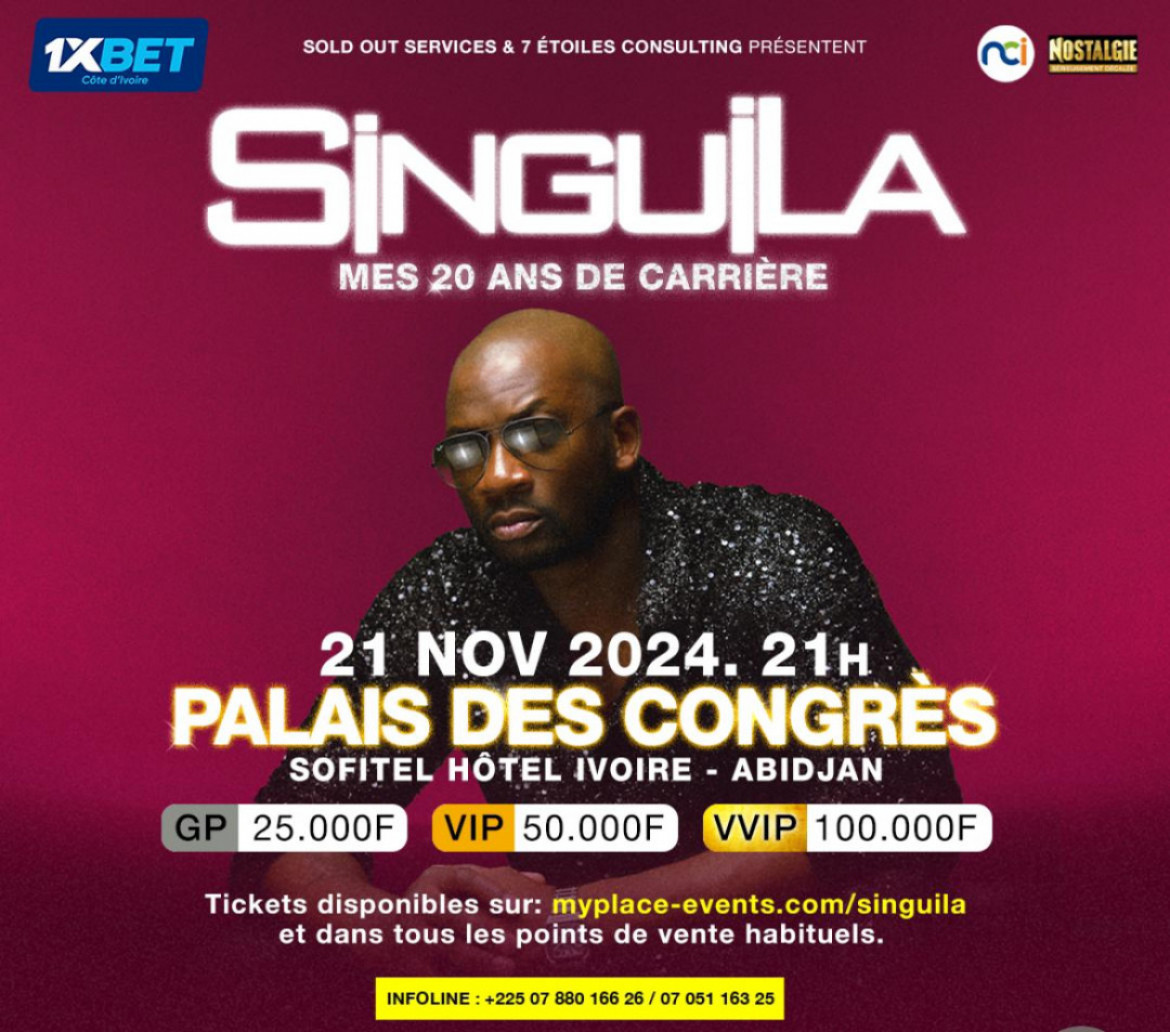 1XBET
Côte d'Ivoire
SOLD OUT SERVICES & 7 ÉTOILES CONSULTING PRÉSENTENT
nci
NOSTALGIE
SiNGUiLA
MES 20 ANS DE CARRIÈRE
21 NOV 2024. 21H
PALAIS DES CONGRÈS
SOFITEL HÔTEL IVOIRE - ABIDJAN
GP 25.000F VIP 50.000F VVIP 100.000F
Tickets disponibles sur: myplace-events.com/singuila
et dans tous les points de vente habituels.
INFOLINE : +225 07 880 166 26 / 07 051 163 25